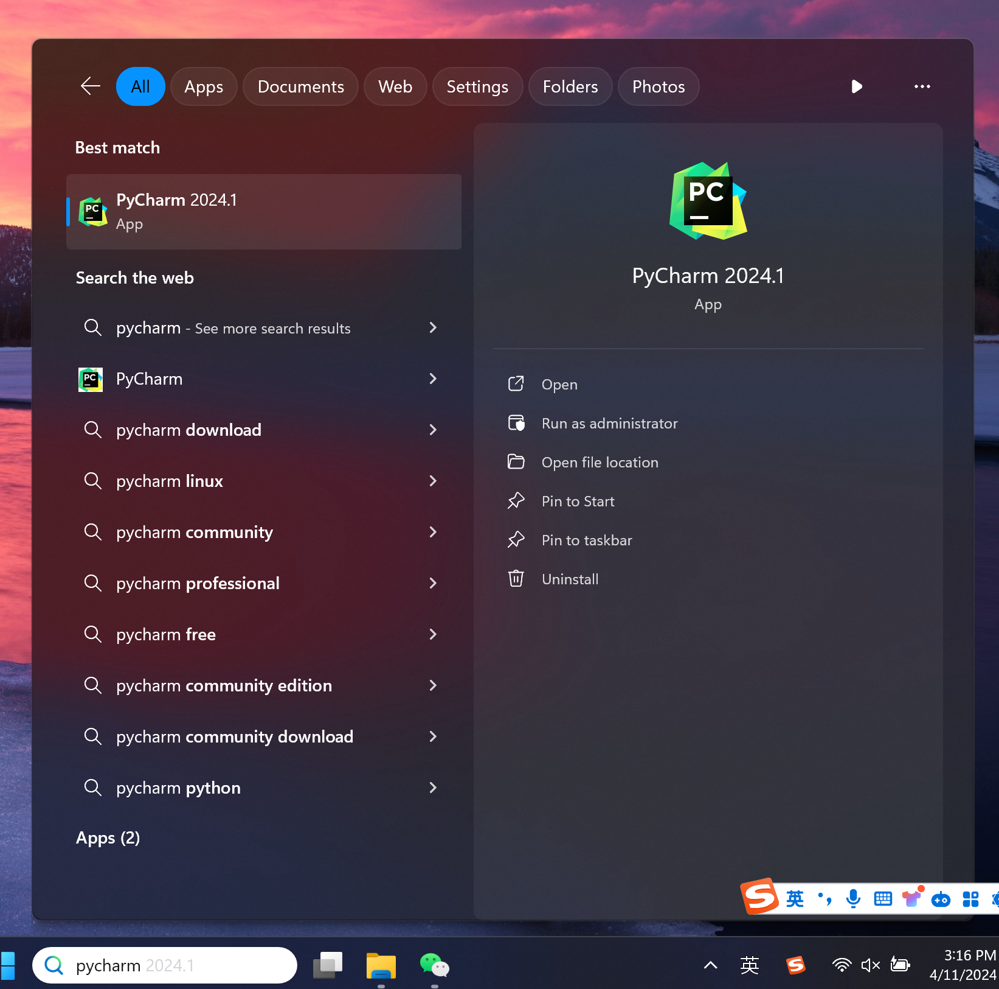 All Apps Documents Web Settings Folders Photos
Best match
PC
PyCharm 2024.1
App
Search the web
pycharm - See more search results
PC
PyCharm
pycharm download
pycharm linux
pycharm community
pycharm professional
pycharm free
pycharm community edition
pycharm community download
pycharm python
Apps (2)
PC
PyCharm 2024.1
App
Open
Run as administrator
Open file location
Pin to Start
Pin to taskbar
Uninstall
S 英
pycharm 2024.1
英 S
3:16 PM
4/11/2024